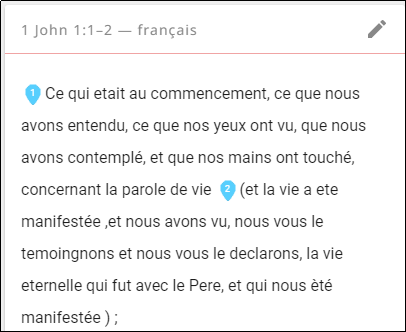 1 John 1:1–2 — français
1 Ce qui etait au commencement, ce que nous
avons entendu, ce que nos yeux ont vu, que nous
avons contemplé, et que nos mains ont touché,
concernant la parole de vie 2 (et la vie a ete
manifestée ,et nous avons vu, nous vous le
temoingnons et nous vous le declarons, la vie
eternelle qui fut avec le Pere, et qui nous èté
manifestée ) ;